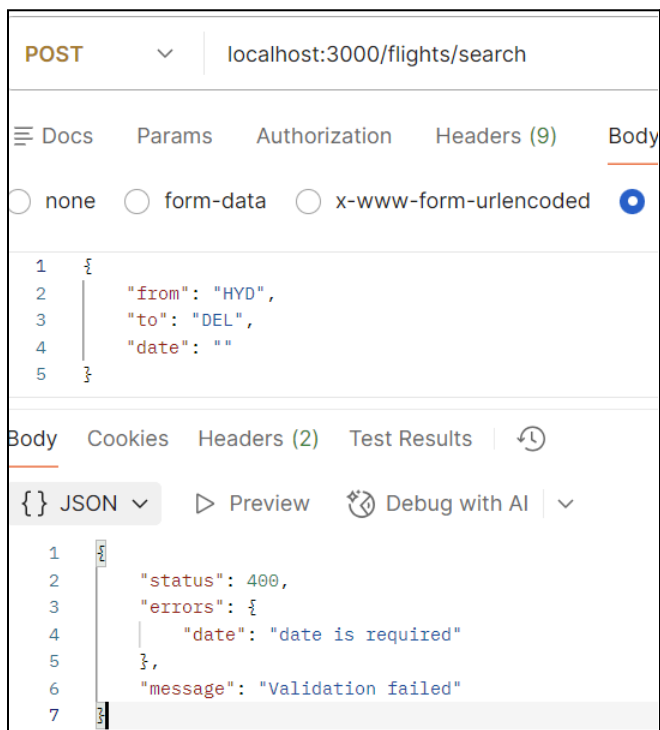 POST localhost:3000/flights/search
Docs Params Authorization Headers (9) Body
none form-data x-www-form-urlencoded
1 {
2 "from": "HYD",
3 "to": "DEL",
4 "date": ""
5 }
Body Cookies Headers (2) Test Results
{} JSON Preview Debug with AI
1 {
2 "status": 400,
3 "errors": {
4 "date": "date is required"
5 },
6 "message": "Validation failed"
7 }